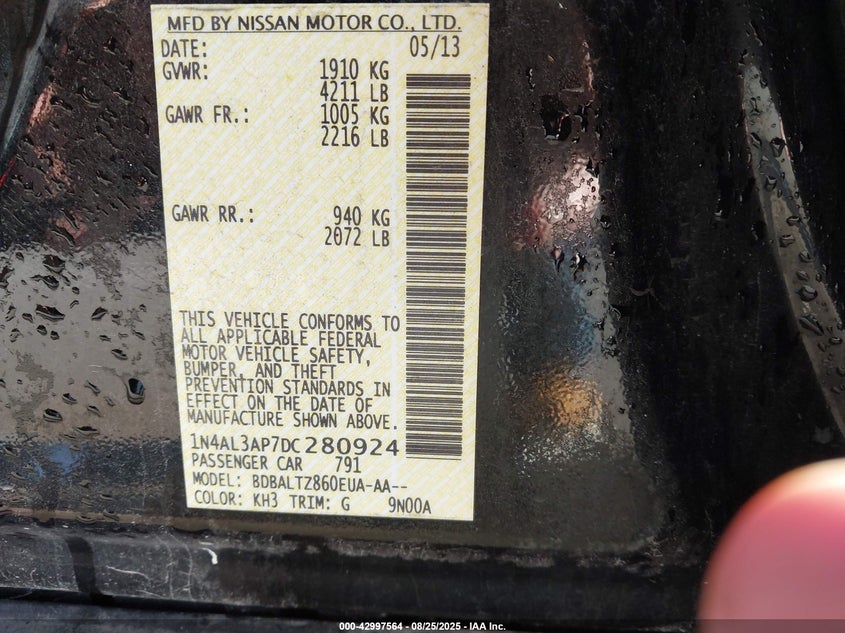 MFD BY NISSAN MOTOR CO., LTD.
DATE: 05/13
GVWR: 1910 KG
4211 LB
GAWR FR.: 1005 KG
2216 LB
GAWR RR.: 940 KG
2072 LB
THIS VEHICLE CONFORMS TO
ALL APPLICABLE FEDERAL
MOTOR VEHICLE SAFETY,
BUMPER, AND THEFT
PREVENTION STANDARDS IN
EFFECT ON THE DATE OF
MANUFACTURE SHOWN ABOVE.
1N4AL3AP7DC280924
PASSENGER CAR 791
MODEL: BDBALTZ860EUA-AA--
COLOR: KH3 TRIM: G 9N00A
000-42997564 - 08/25/2025 - IAA Inc.